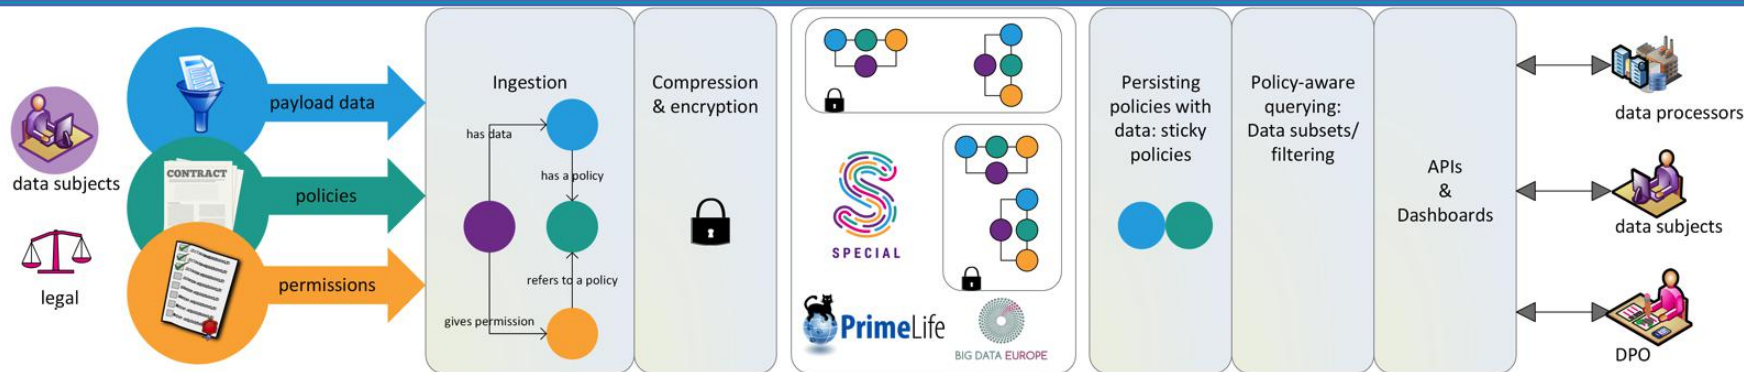 data subjects
legal
payload data
CONTRACT
policies
permissions
Ingestion
has data
has a policy
refers to a policy
gives permission
Compression
& encryption
SPECIAL
PrimeLife
BIG DATA EUROPE
Persisting
policies with
data: sticky
policies
Policy-aware
querying:
Data subsets/
filtering
APIs
&
Dashboards
data processors
data subjects
DPO